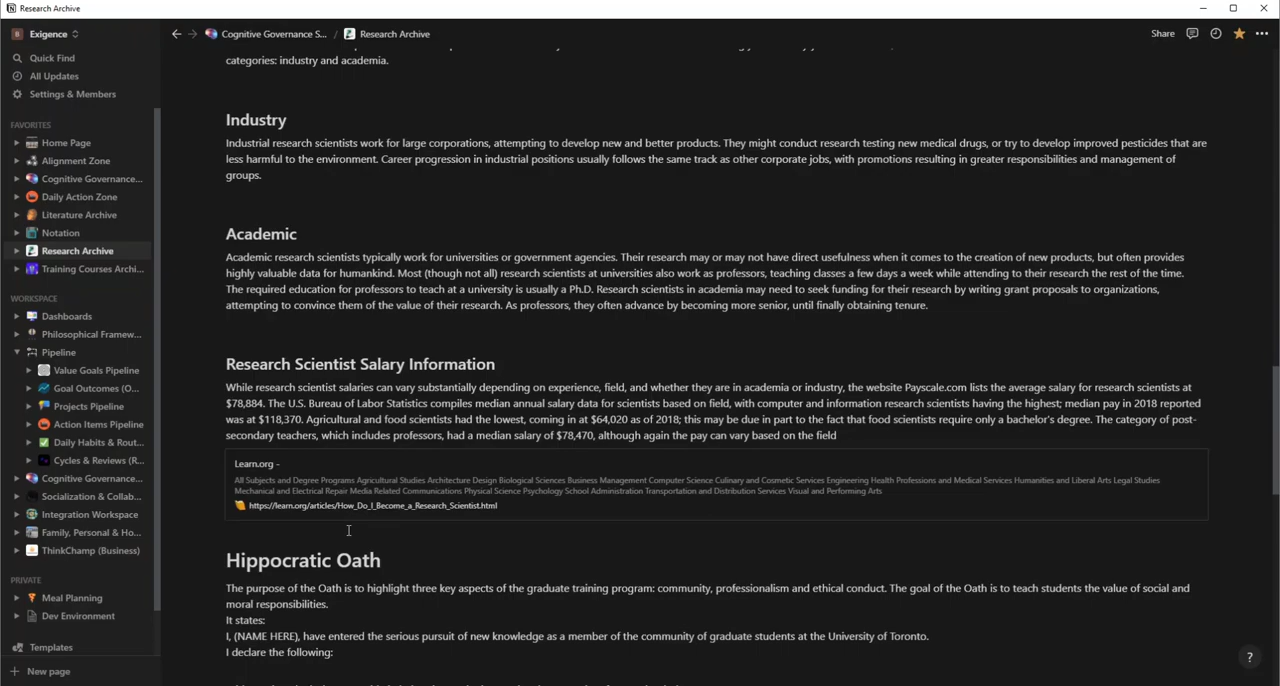 Research Archive
Exigence
Cognitive Governance S... / Research Archive
Share
Quick Find
All Updates
Settings & Members
FAVORITES
Home Page
Alignment Zone
Cognitive Governance...
Daily Action Zone
Literature Archive
Notation
Research Archive
Training Courses Archi...
WORKSPACE
Dashboards
Philosophical Framew...
Pipeline
Value Goals Pipeline
Goal Outcomes (O...
Projects Pipeline
Action Items Pipeline
Daily Habits & Rout...
Cycles & Reviews (R...
Cognitive Governance...
Socialization & Collab...
Integration Workspace
Family, Personal & Ho...
ThinkChamp (Business)
PRIVATE
Meal Planning
Dev Environment
Templates
+ New page
categories: industry and academia.
Industry
Industrial research scientists work for large corporations, attempting to develop new and better products. They might conduct research testing new medical drugs, or try to develop improved pesticides that are
less harmful to the environment. Career progression in industrial positions usually follows the same track as other corporate jobs, with promotions resulting in greater responsibilities and management of
groups.
Academic
Academic research scientists typically work for universities or government agencies. Their research may or may not have direct usefulness when it comes to the creation of new products, but often provides
highly valuable data for humankind. Most (though not all) research scientists at universities also work as professors, teaching classes a few days a week while attending to their research the rest of the time.
The required education for professors to teach at a university is usually a Ph.D. Research scientists in academia may need to seek funding for their research by writing grant proposals to organizations,
attempting to convince them of the value of their research. As professors, they often advance by becoming more senior, until finally obtaining tenure.
Research Scientist Salary Information
While research scientist salaries can vary substantially depending on experience, field, and whether they are in academia or industry, the website Payscale.com lists the average salary for research scientists at
$78,884. The U.S. Bureau of Labor Statistics compiles median annual salary data for scientists based on field, with computer and information research scientists having the highest; median pay in 2018 reported
was at $118,370. Agricultural and food scientists had the lowest, coming in at $64,020 as of 2018; this may be due in part to the fact that food scientists require only a bachelor's degree. The category of post-
secondary teachers, which includes professors, had a median salary of $78,470, although again the pay can vary based on the field
Learn.org -
All Subjects and Degree Programs Agricultural Studies Architecture Design Biological Sciences Business Management Computer Science Culinary and Cosmetic Services Engineering Health Professions and Medical Services Humanities and Liberal Arts Legal Studies
Mechanical and Electrical Repair Media Related Communications Physical Science Psychology School Administration Transportation and Distribution Services Visual and Performing Arts
https://learn.org/articles/How_Do_I_Become_a_Research_Scientist.html
Hippocratic Oath
The purpose of the Oath is to highlight three key aspects of the graduate training program: community, professionalism and ethical conduct. The goal of the Oath is to teach students the value of social and
moral responsibilities.
It states:
I, (NAME HERE), have entered the serious pursuit of new knowledge as a member of the community of graduate students at the University of Toronto.
I declare the following:
?